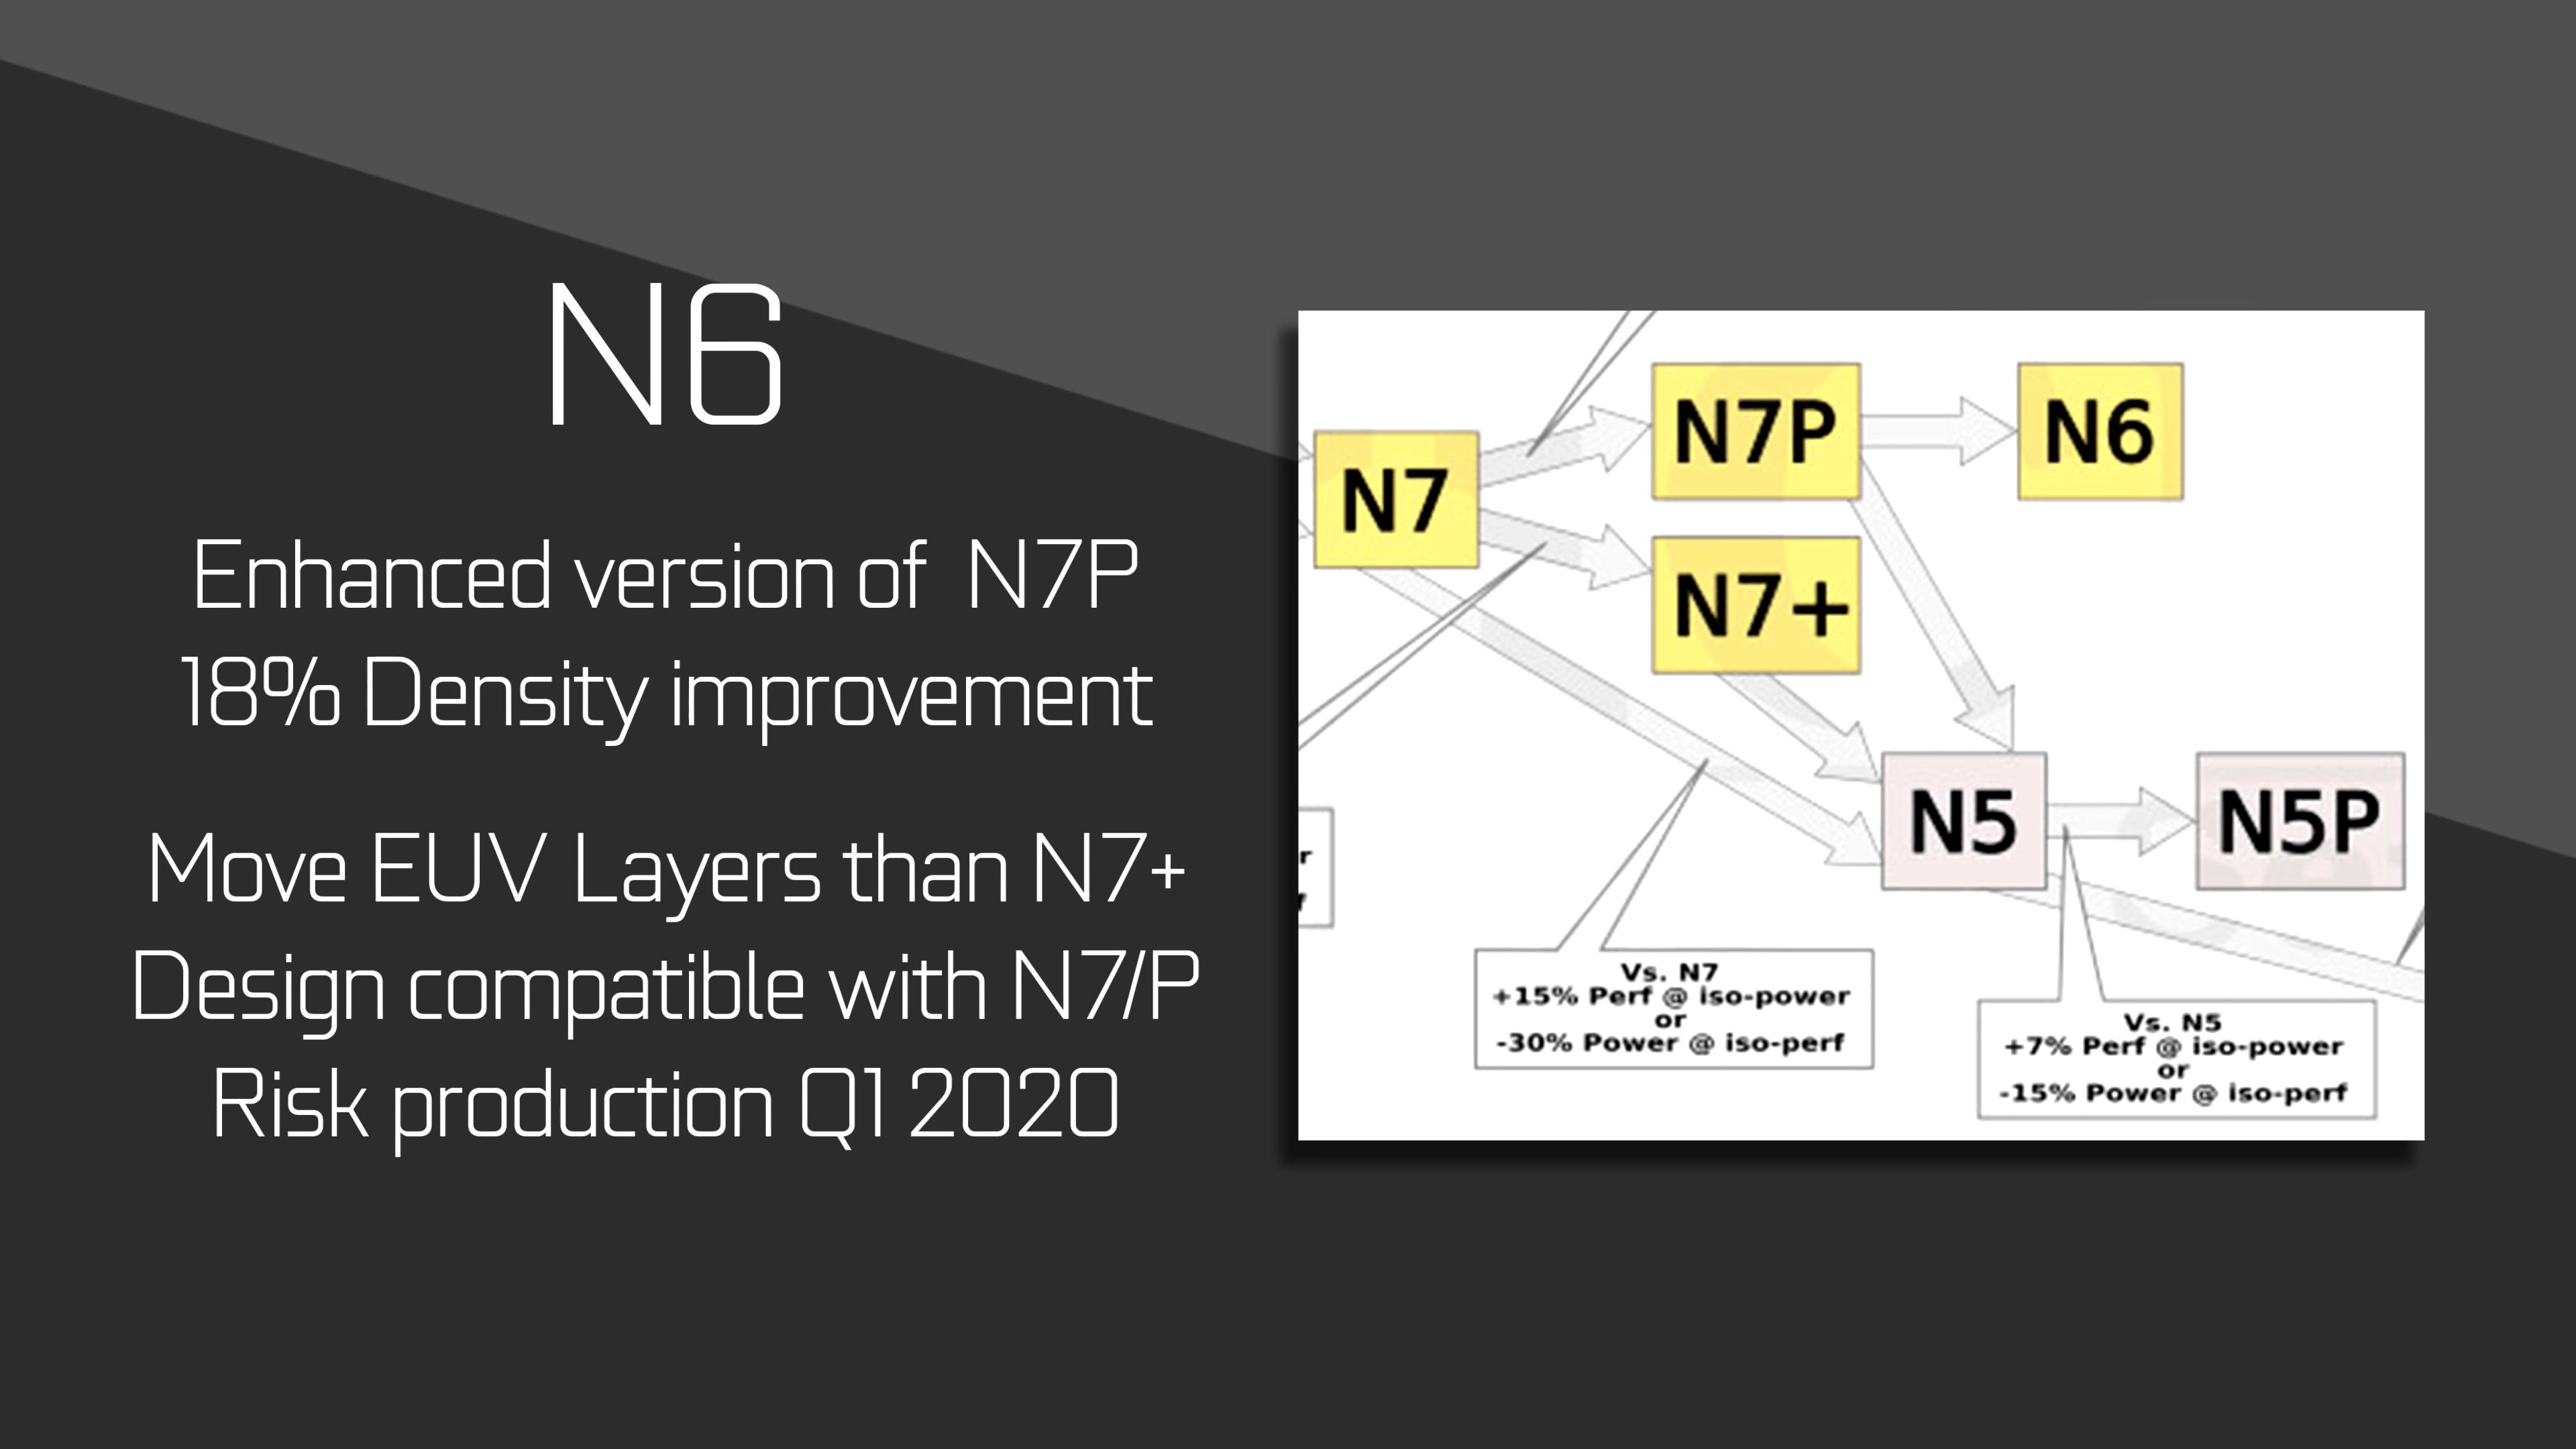 N6
Enhanced version of N7P
18% Density improvement
Move EUV Layers than N7+
Design compatible with N7/P
Risk production Q1 2020
N7
N7P
N6
N7+
N5
N5P
r
f
Vs. N7
+15% Perf @ iso-power
or
-30% Power @ iso-perf
Vs. N5
+7% Perf @ iso-power
or
-15% Power @ iso-perf